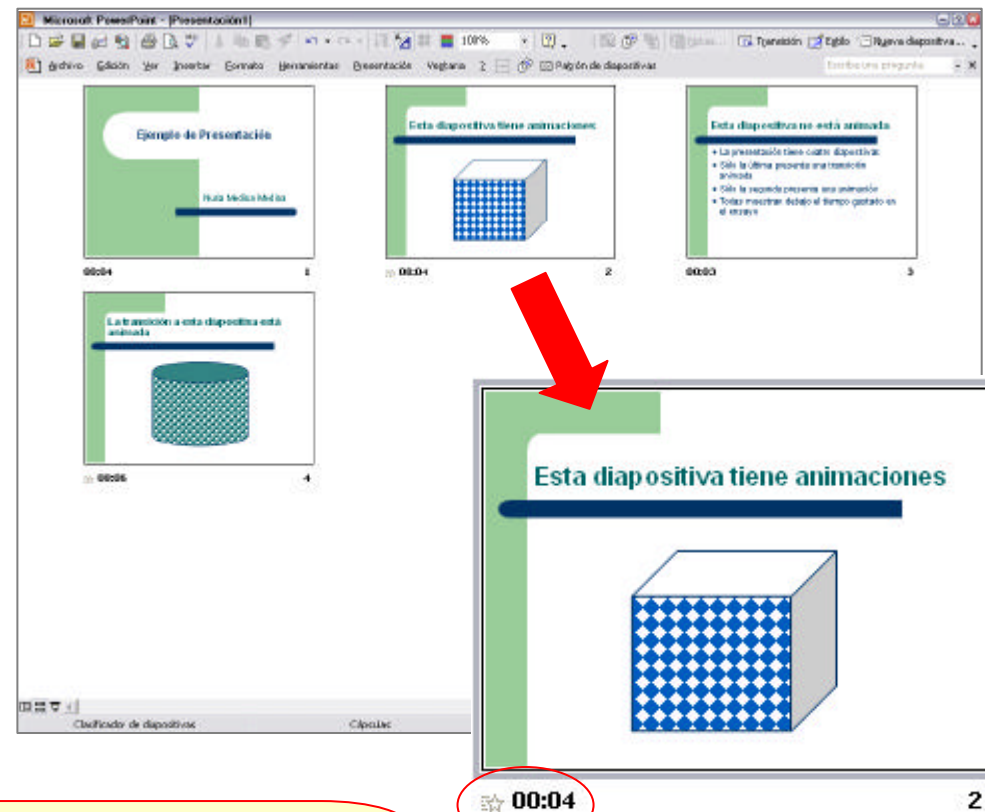 Microsoft PowerPoint - [Presentación1]
100%
Transición Estilo Nueva diapositiva...
Archivo Edición Ver Insertar Formato Herramientas Presentación Ventana ? Patrón de diapositivas
Escriba una pregunta
Ejemplo de Presentación
Nuria Medina Medina
00:04 1
Esta diapositiva tiene animaciones
00:04 2
Esta diapositiva no está animada
La presentación tiene cuatro diapositivas
Sólo la última presenta una transición
animada
Sólo la segunda presenta una animación
Todas muestran debajo el tiempo gastado en
el ensayo
00:03 3
La transición a esta diapositiva está
animada
00:06 4
Esta diapositiva tiene animaciones
00:04 2
Clasificador de diapositivas
Cápsulas